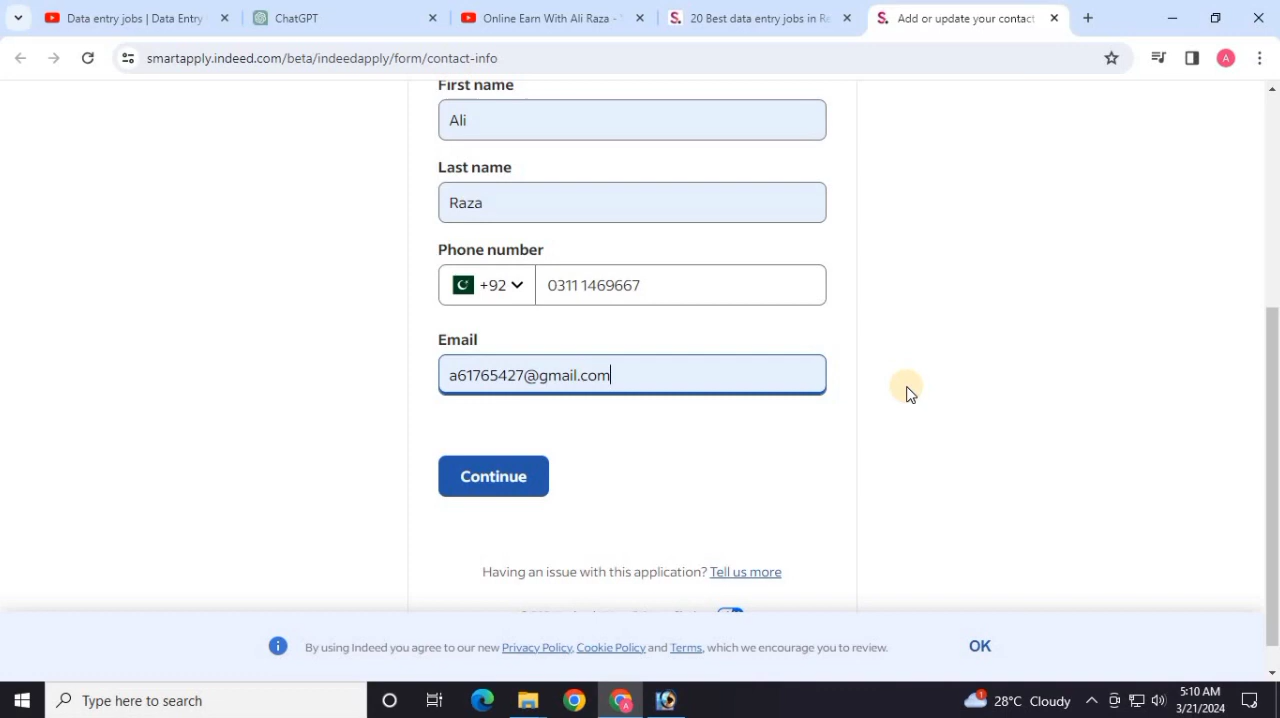 Data entry jobs | Data Entry
ChatGPT
Online Earn With Ali Raza -
20 Best data entry jobs in Ra
Add or update your contact
smartapply.indeed.com/beta/indeedapply/form/contact-info
A
First name
Ali
Last name
Raza
Phone number
+92
0311 1469667
Email
a61765427@gmail.com
Continue
Having an issue with this application? Tell us more
By using Indeed you agree to our new Privacy Policy, Cookie Policy and Terms, which we encourage you to review.
OK
Type here to search
28°C Cloudy
5:10 AM
3/21/2024